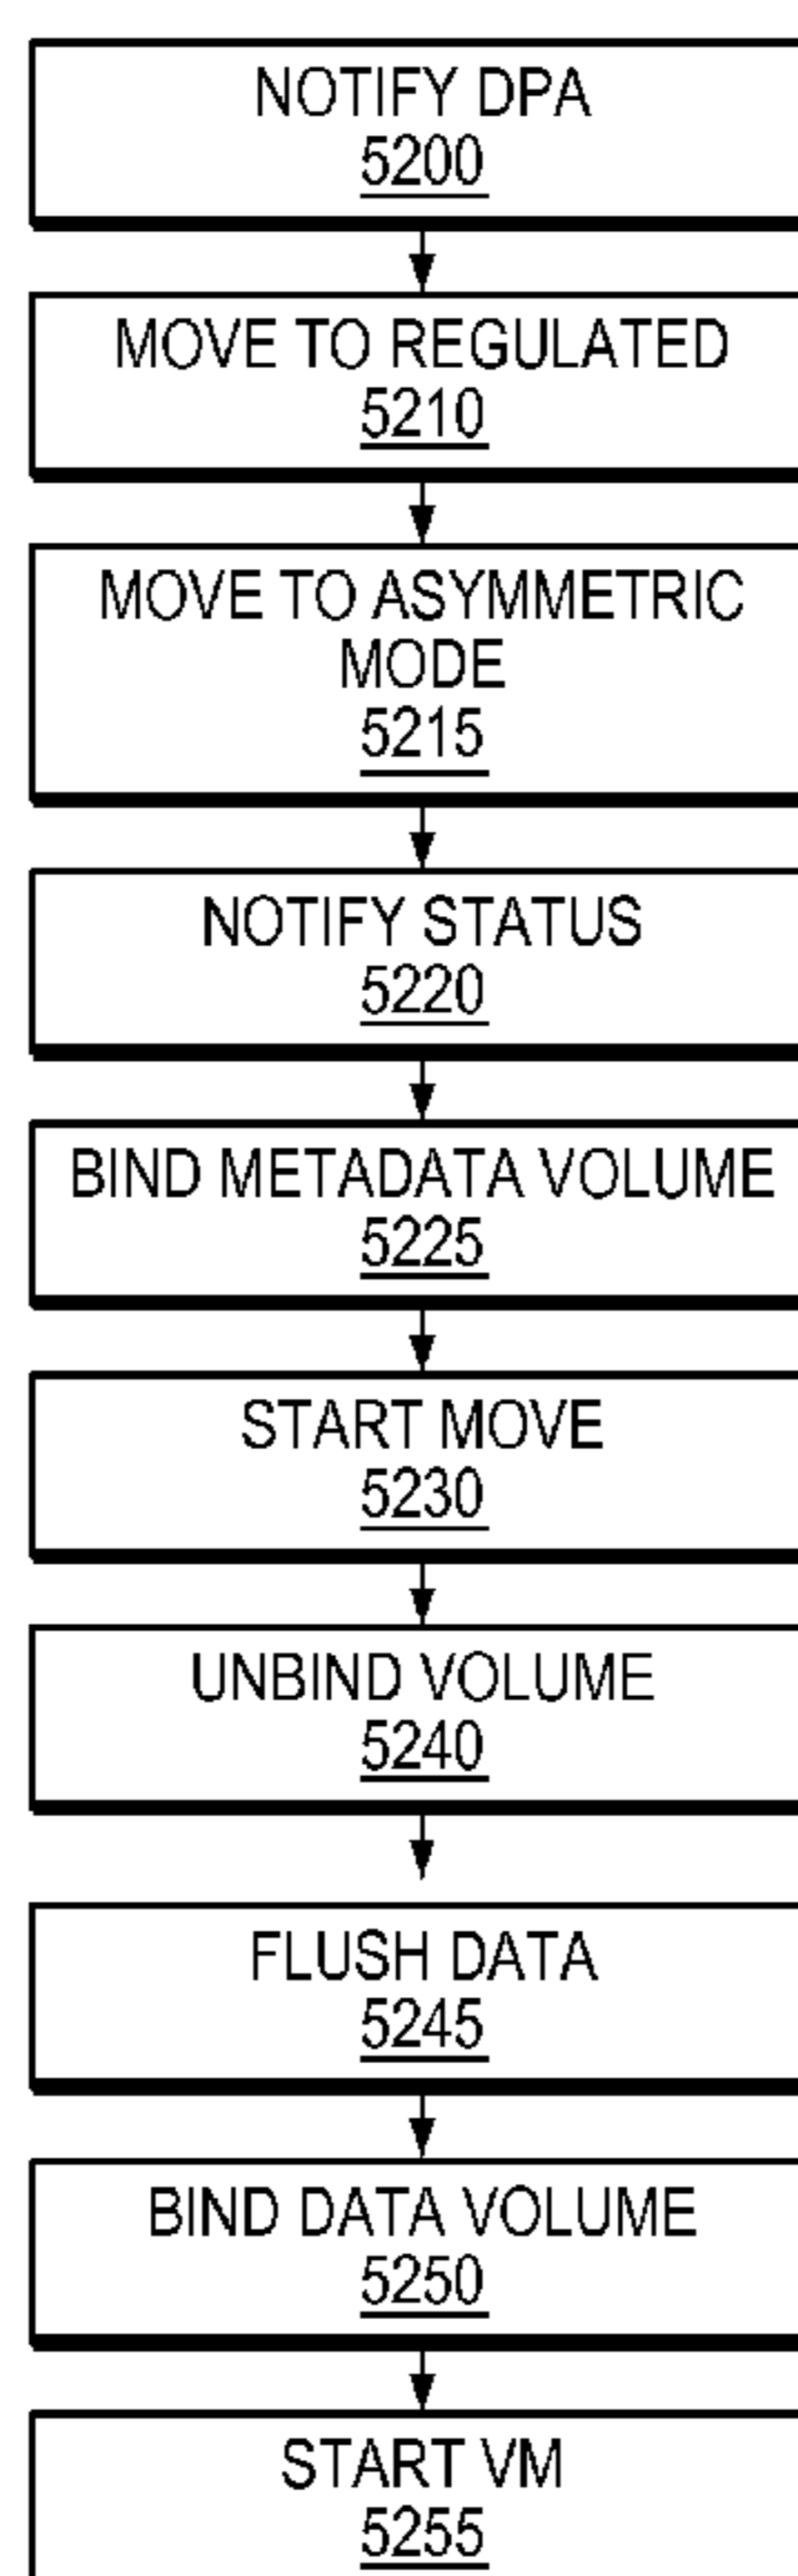 NOTIFY DPA
5200
MOVE TO REGULATED
5210
MOVE TO ASYMMETRIC
MODE
5215
NOTIFY STATUS
5220
BIND METADATA VOLUME
5225
START MOVE
5230
UNBIND VOLUME
5240
FLUSH DATA
5245
BIND DATA VOLUME
5250
START VM
5255